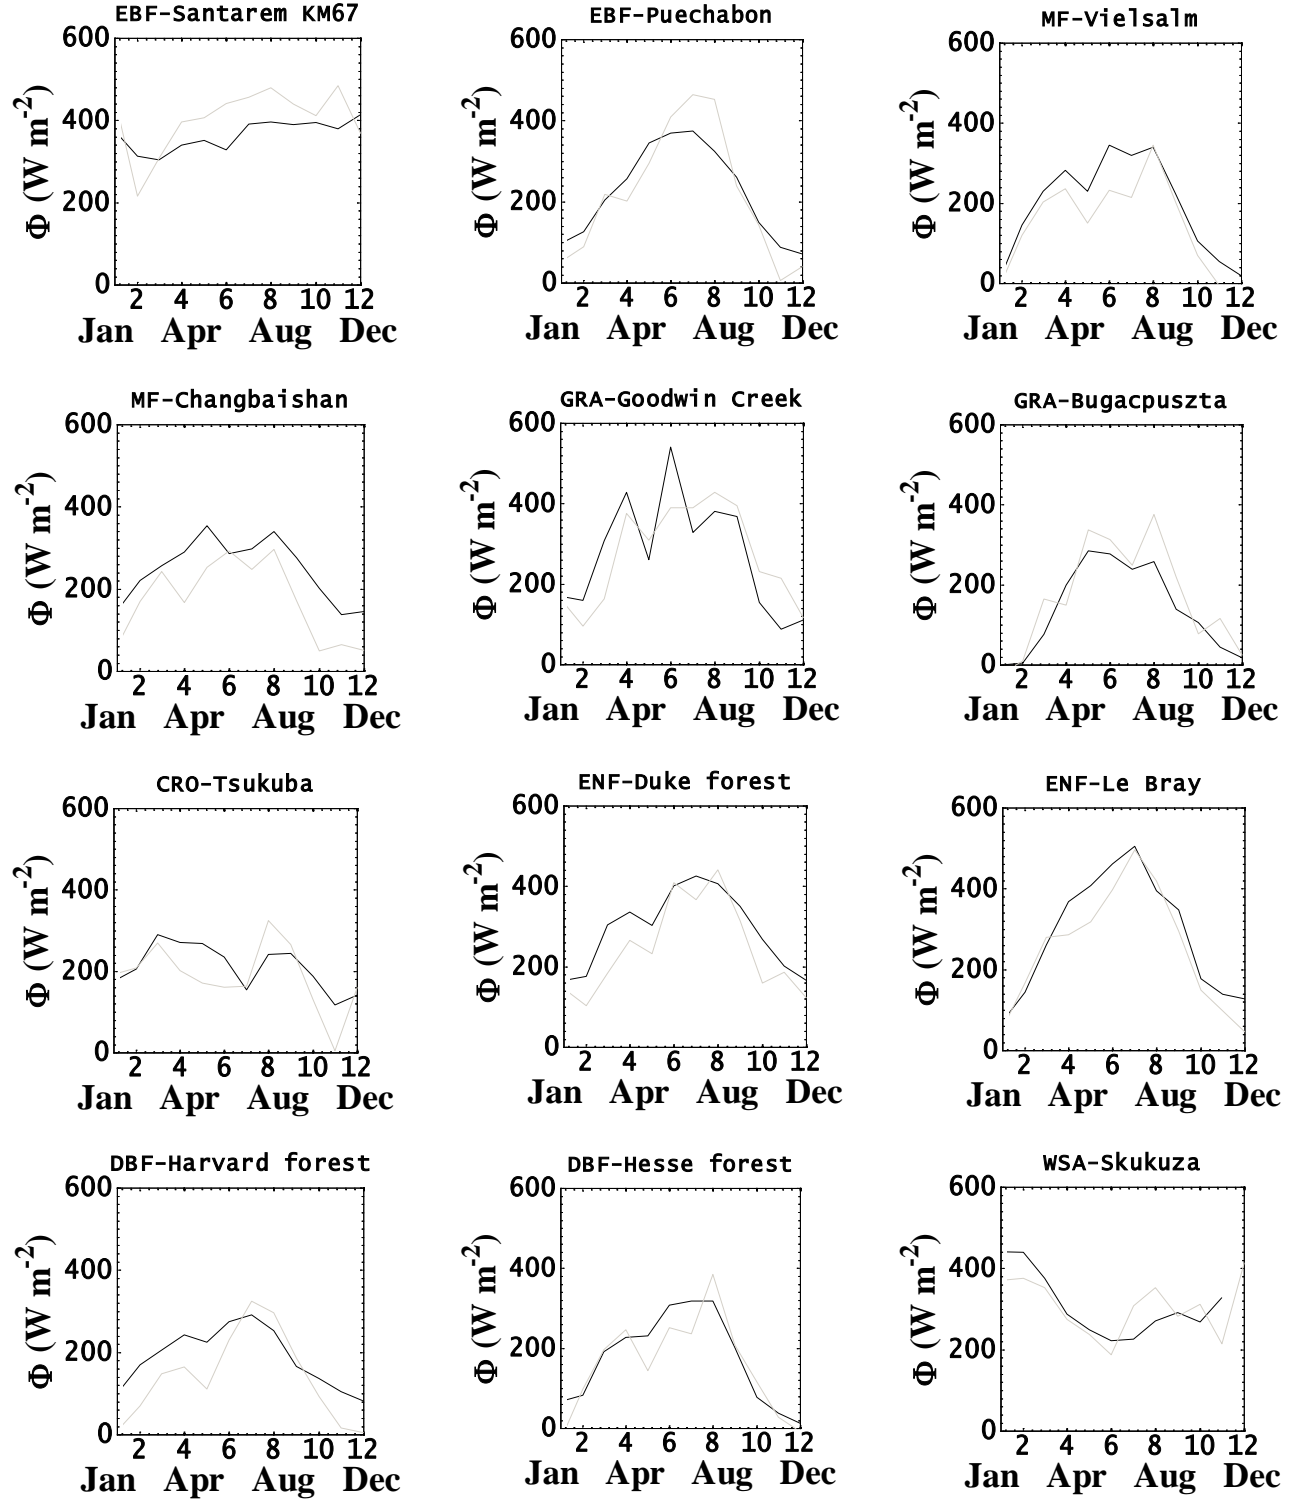 EBF-Santarem KM67
600
400
200
0
Φ (W m-2)
2 4 6 8 10 12
Jan Apr Aug Dec
EBF-Puechabon
600
400
200
0
Φ (W m-2)
2 4 6 8 10 12
Jan Apr Aug Dec
MF-Vielsalm
600
400
200
0
Φ (W m-2)
2 4 6 8 10 12
Jan Apr Aug Dec
MF-Changbaishan
600
400
200
0
Φ (W m-2)
2 4 6 8 10 12
Jan Apr Aug Dec
GRA-Goodwin Creek
600
400
200
0
Φ (W m-2)
2 4 6 8 10 12
Jan Apr Aug Dec
GRA-Bugacpuszta
600
400
200
0
Φ (W m-2)
2 4 6 8 10 12
Jan Apr Aug Dec
CRO-Tsukuba
600
400
200
0
Φ (W m-2)
2 4 6 8 10 12
Jan Apr Aug Dec
ENF-Duke forest
600
400
200
0
Φ (W m-2)
2 4 6 8 10 12
Jan Apr Aug Dec
ENF-Le Bray
600
400
200
0
Φ (W m-2)
2 4 6 8 10 12
Jan Apr Aug Dec
DBF-Harvard forest
600
400
200
0
Φ (W m-2)
2 4 6 8 10 12
Jan Apr Aug Dec
DBF-Hesse forest
600
400
200
0
Φ (W m-2)
2 4 6 8 10 12
Jan Apr Aug Dec
WSA-Skukuza
600
400
200
0
Φ (W m-2)
2 4 6 8 10 12
Jan Apr Aug Dec